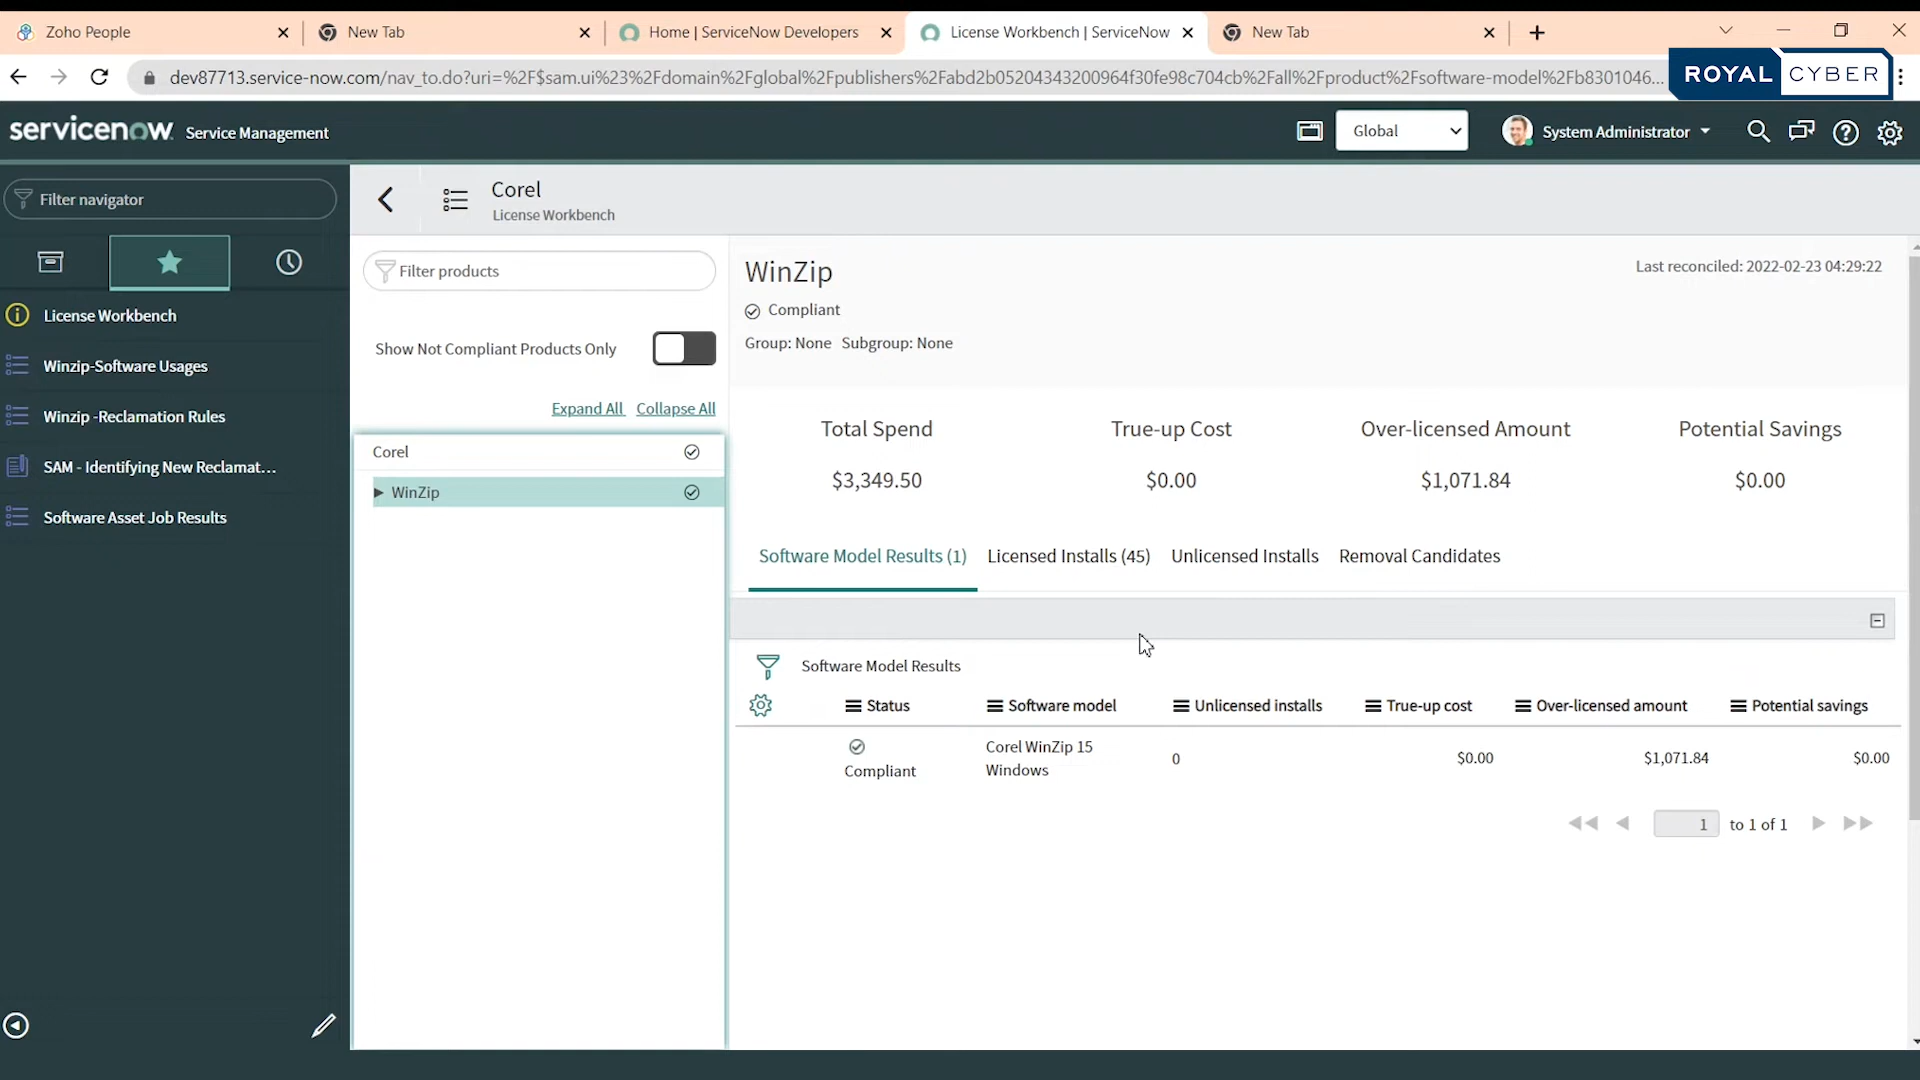 Zoho People
New Tab
Home | ServiceNow Developers
License Workbench | ServiceNow
New Tab
dev87713.service-now.com/nav_to.do?uri=%2F$sam.ui%23%2Fdomain%2Fglobal%2Fpublishers%2Fabd2b05204343200964f30fe98c704cb%2Fall%2Fproduct%2Fsoftware-model%2Fb8301046...
ROYAL CYBER
servicenow Service Management
Global
System Administrator
Filter navigator
License Workbench
Winzip-Software Usages
Winzip -Reclamation Rules
SAM - Identifying New Reclamat...
Software Asset Job Results
Corel
License Workbench
Filter products
Show Not Compliant Products Only
Expand All Collapse All
Corel
WinZip
WinZip
Last reconciled: 2022-02-23 04:29:22
Compliant
Group: None Subgroup: None
Total Spend True-up Cost Over-licensed Amount Potential Savings
$3,349.50 $0.00 $1,071.84 $0.00
Software Model Results (1) Licensed Installs (45) Unlicensed Installs Removal Candidates
Software Model Results
Status Software model Unlicensed installs True-up cost Over-licensed amount Potential savings
Compliant Corel WinZip 15 Windows 0 $0.00 $1,071.84 $0.00
1 to 1 of 1